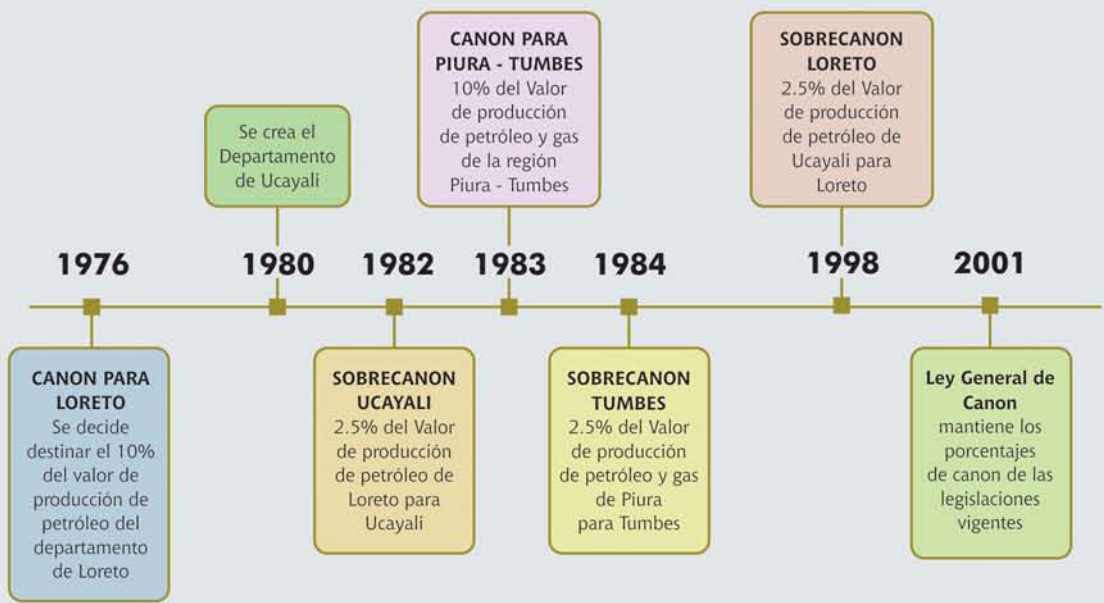 CANON PARA
PIURA - TUMBES
10% del Valor
de producción
de petróleo y gas
de la región
Piura - Tumbes
SOBRECANON
LORETO
2.5% del Valor
de producción
de petróleo de
Ucayali para
Loreto
Se crea el
Departamento
de Ucayali
1976
1980
1982
1983
1984
1998
2001
CANON PARA
LORETO
Se decide
destinar el 10%
del valor de
producción de
petróleo del
departamento
de Loreto
SOBRECANON
UCAYALI
2.5% del Valor
de producción
de petróleo de
Loreto para
Ucayali
SOBRECANON
TUMBES
2.5% del Valor
de producción
de petróleo y gas
de Piura
para Tumbes
Ley General de
Canon
mantiene los
porcentajes
de canon de las
legislaciones
vigentes